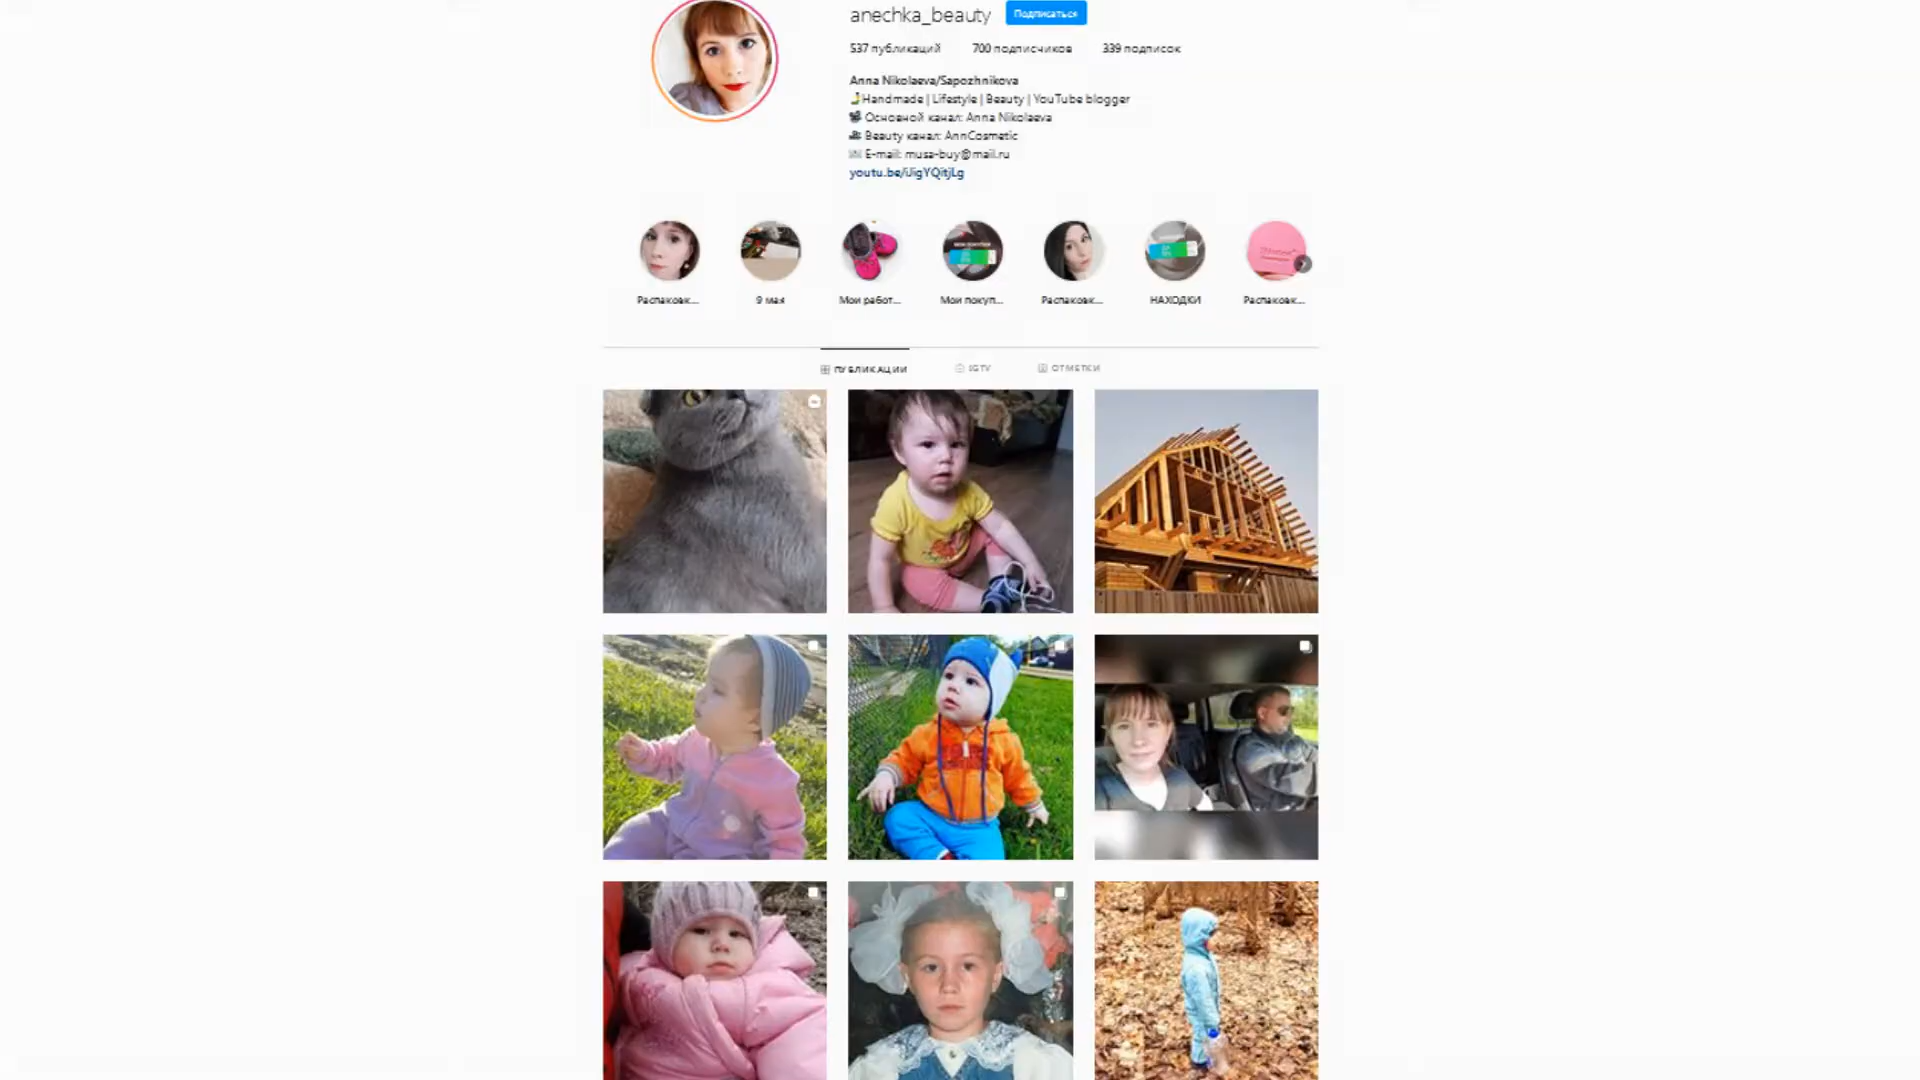 anechka_beauty Подписаться
537 публикаций 700 подписчиков 339 подписок
Anna Nikolaeva/Sapozhnikova
Handmade | Lifestyle | Beauty | YouTube blogger
Основной канал: Anna Nikolaeva
Beauty канал: AnnCosmetic
E-mail: musa-buy@mail.ru
youtu.be/iJigYQitjLg
Распаковк... 9 мая Мои работ... Мои покуп... Распаковк... НАХОДКИ Распаковк...
ПУБЛИКАЦИИ IGTV ОТМЕТКИ